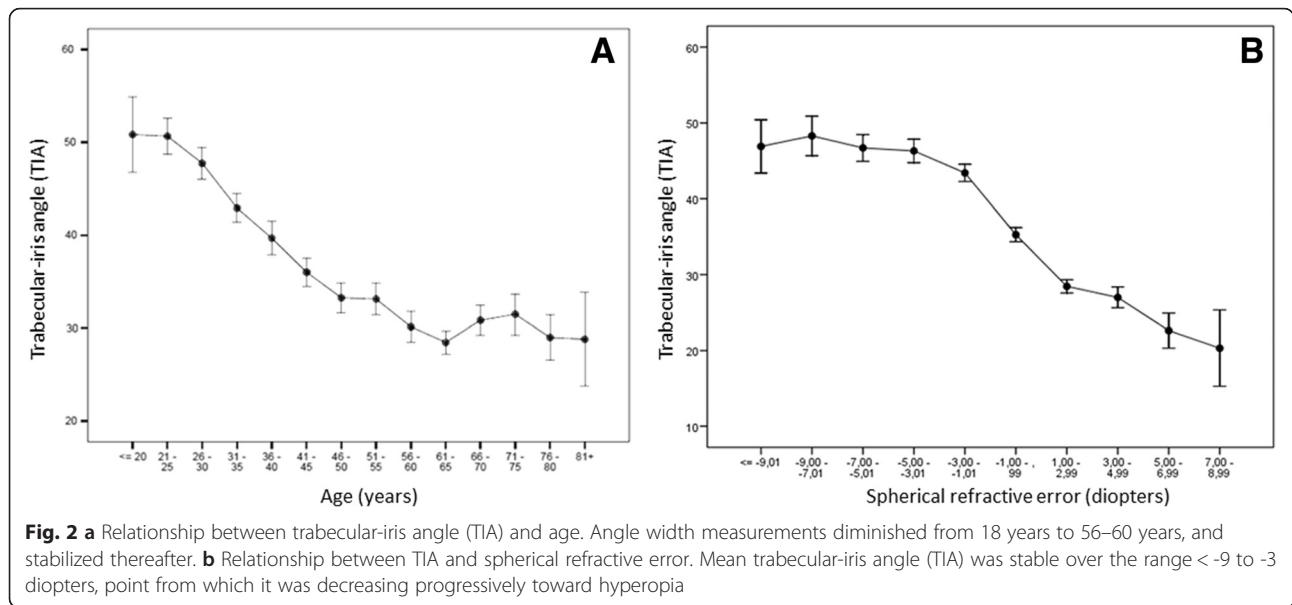 A
60
50
40
30
20
Trabecular-iris angle (TIA)
<= 20
21 - 25
26 - 30
31 - 35
36 - 40
41 - 45
46 - 50
51 - 55
56 - 60
61 - 65
66 - 70
71 - 75
76 - 80
81+
Age (years)
B
60
50
40
30
20
10
Trabecular-iris angle (TIA)
<= -9,01
-9,00 - -7,01
-7,00 - -5,01
-5,00 - -3,01
-3,00 - -1,01
-1,00 - ,99
1,00 - 2,99
3,00 - 4,99
5,00 - 6,99
7,00 - 8,99
Spherical refractive error (diopters)
Fig. 2 a Relationship between trabecular-iris angle (TIA) and age. Angle width measurements diminished from 18 years to 56–60 years, and
stabilized thereafter. b Relationship between TIA and spherical refractive error. Mean trabecular-iris angle (TIA) was stable over the range < -9 to -3
diopters, point from which it was decreasing progressively toward hyperopia